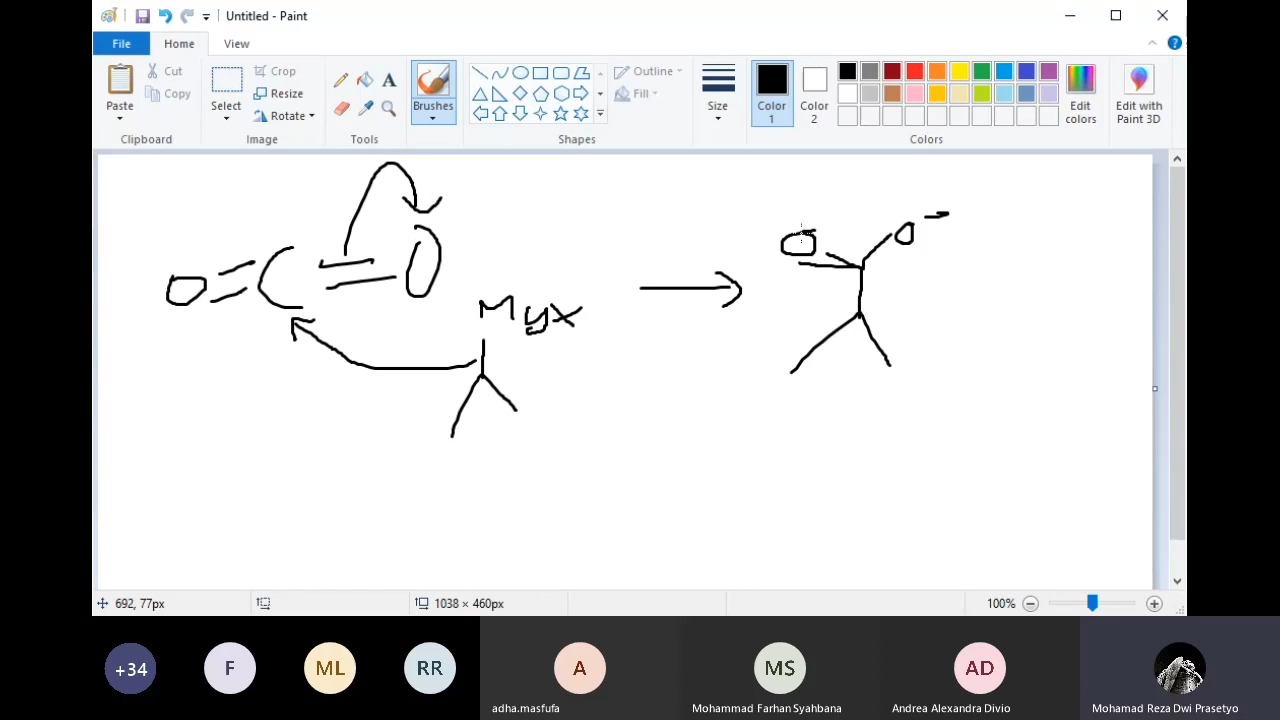 Untitled - Paint
File Home View
Paste
Cut
Copy
Clipboard
Select
Crop
Resize
Rotate
Image
A
Tools
Brushes
Shapes
Outline
Fill
Size
Color 1
Color 2
Edit colors
Edit with Paint 3D
Colors
?
O=C=O
MgX
O O-
692, 77px
1038 × 460px
100%
+34
F
ML
RR
A
MS
AD
adha.masfufa
Mohammad Farhan Syahbana
Andrea Alexandra Divio
Mohamad Reza Dwi Prasetyo